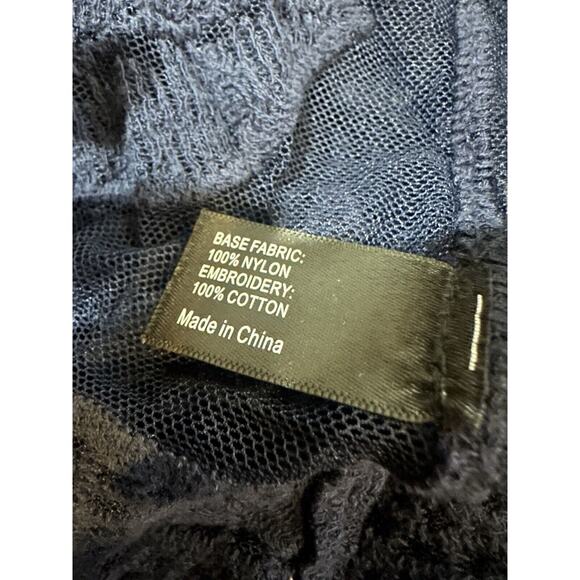 BASE FABRIC:
100% NYLON
EMBROIDERY:
100% COTTON
Made in China